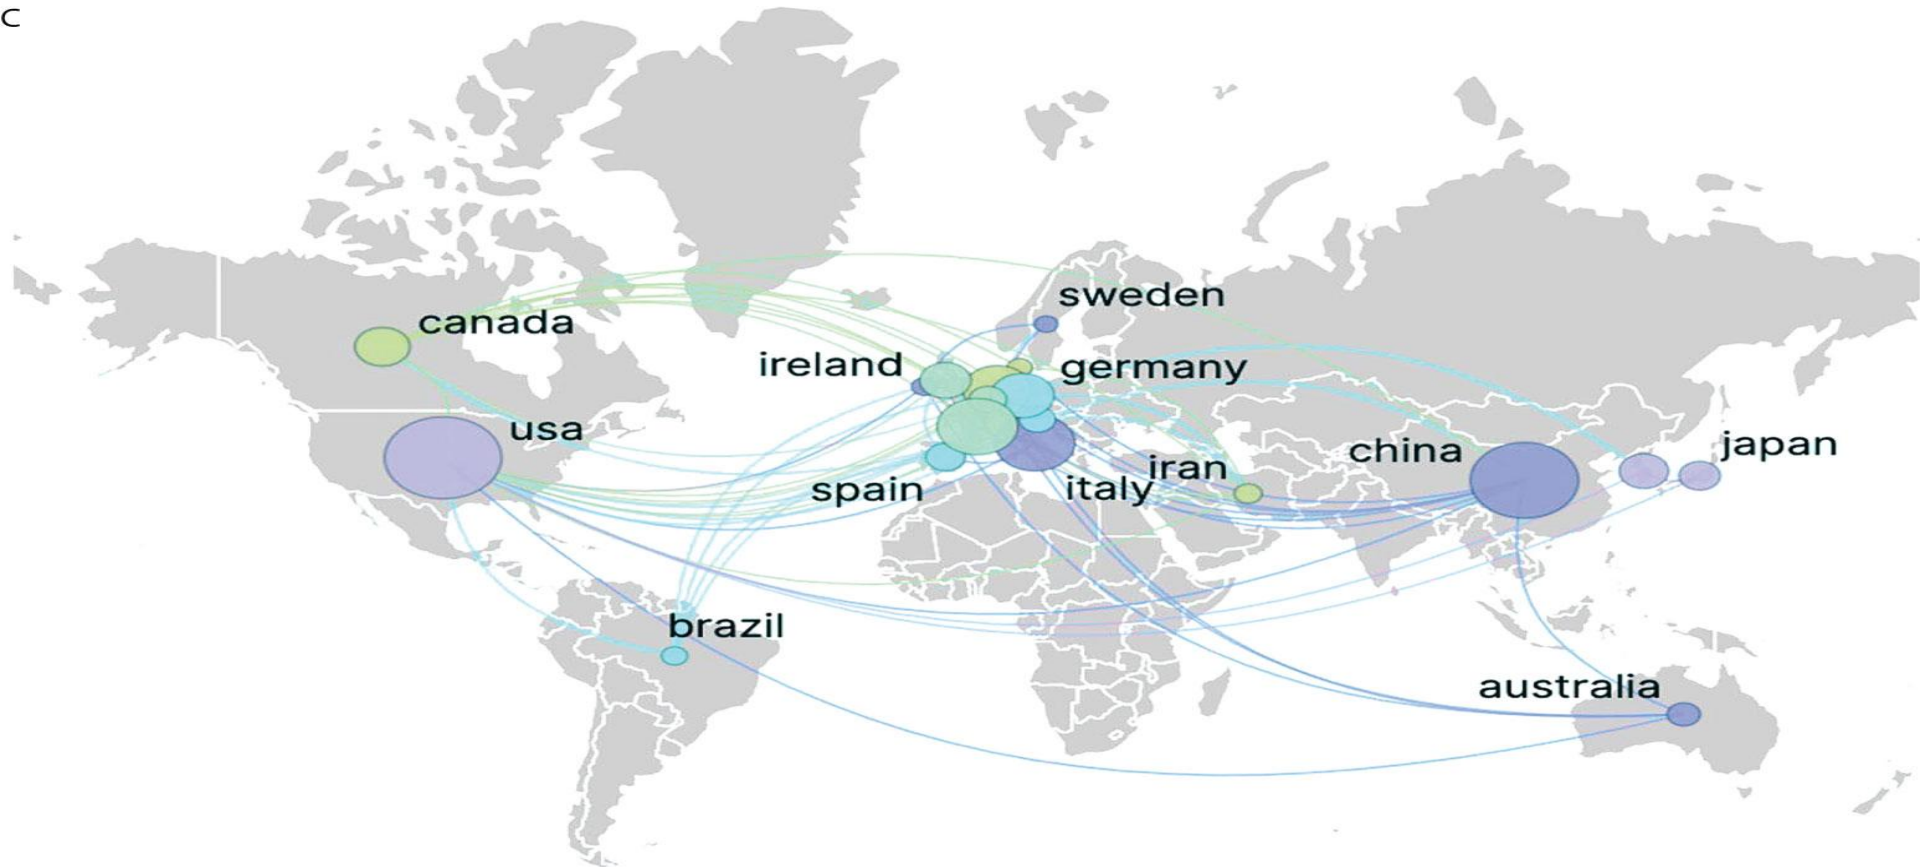 C
sweden
canada
ireland
germany
usa
china
japan
iran
spain
italy
brazil
australia